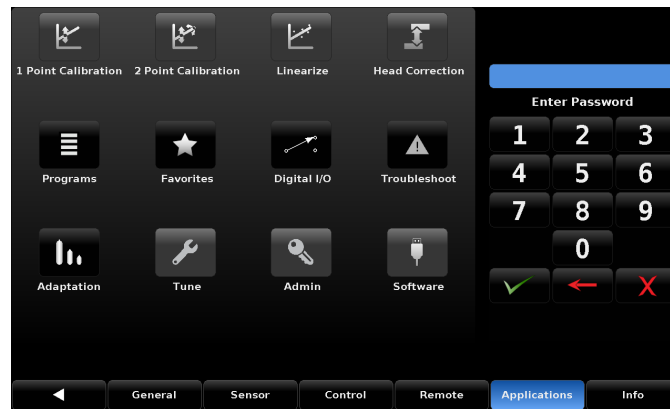 1 Point Calibration
2 Point Calibration
Linearize
Head Correction
Programs
Favorites
Digital I/O
Troubleshoot
Adaptation
Tune
Admin
Software
Enter Password
1 2 3
4 5 6
7 8 9
0
X
General
Sensor
Control
Remote
Applications
Info